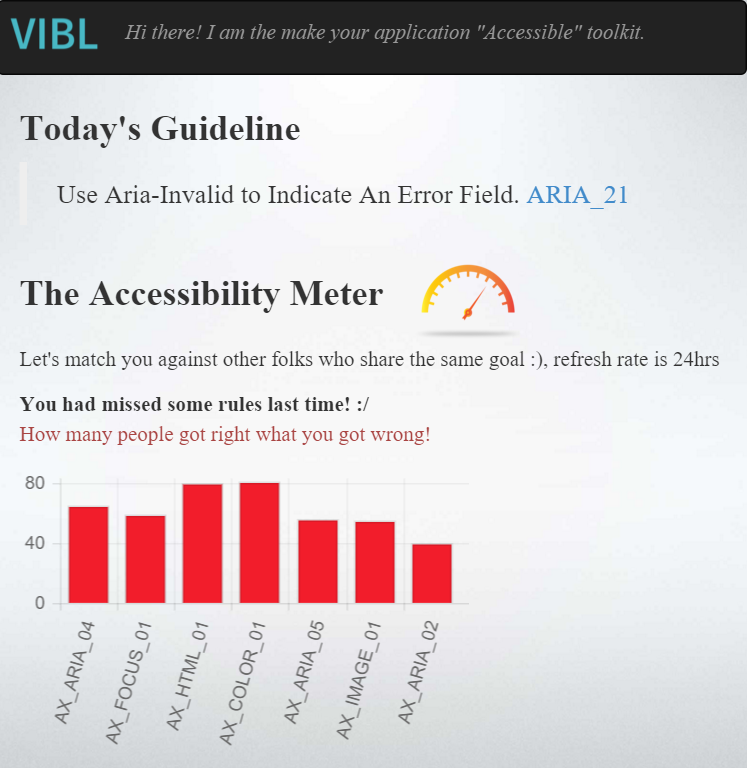 VIBL Hi there! I am the make your application "Accessible" toolkit.
Today's Guideline
Use Aria-Invalid to Indicate An Error Field. ARIA_21
The Accessibility Meter
Let's match you against other folks who share the same goal :), refresh rate is 24hrs
You had missed some rules last time! :/
How many people got right what you got wrong!
80
40
0
AX_ARIA_04
AX_FOCUS_01
AX_HTML_01
AX_COLOR_01
AX_ARIA_05
AX_IMAGE_01
AX_ARIA_02